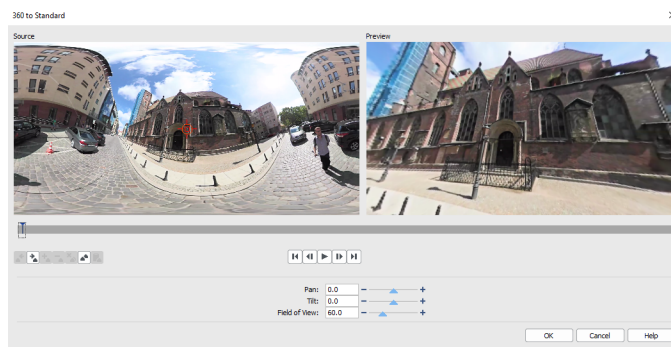 360 to Standard
Source
Preview
Pan: 0.0
Tilt: 0.0
Field of View: 60.0
OK
Cancel
Help